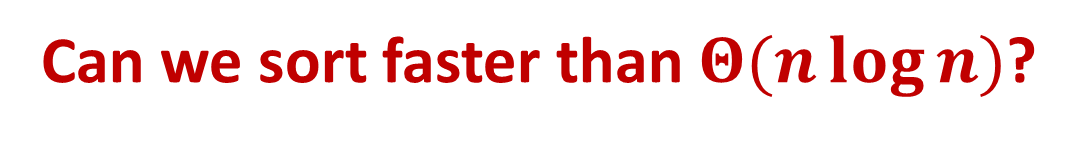 Can we sort faster than Θ(n log n)?